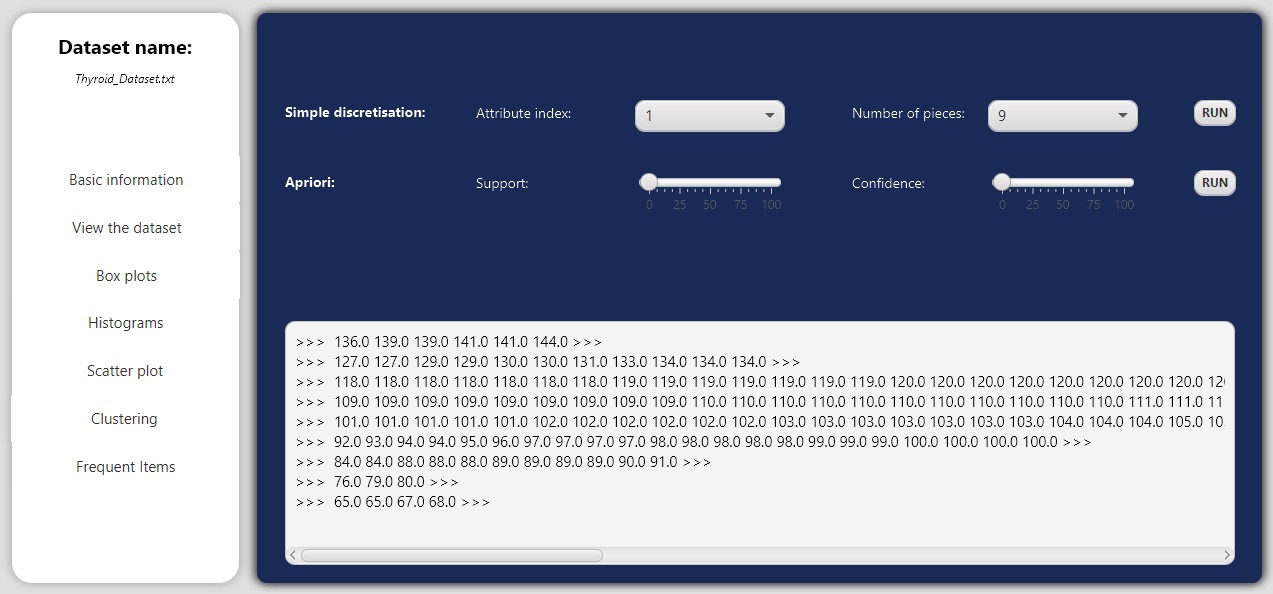 Dataset name:
Thyroid_Dataset.txt
Basic information
View the dataset
Box plots
Histograms
Scatter plot
Clustering
Frequent Items
Simple discretisation: Attribute index: 1 Number of pieces: 9 RUN
Apriori: Support: 0 25 50 75 100 Confidence: 0 25 50 75 100 RUN
>>> 136.0 139.0 139.0 141.0 141.0 144.0 >>>
>>> 127.0 127.0 129.0 129.0 130.0 130.0 131.0 133.0 134.0 134.0 134.0 >>>
>>> 118.0 118.0 118.0 118.0 118.0 118.0 118.0 119.0 119.0 119.0 119.0 119.0 119.0 119.0 120.0 120.0 120.0 120.0 120.0 120.0 120.0 120.0 12
>>> 109.0 109.0 109.0 109.0 109.0 109.0 109.0 109.0 109.0 110.0 110.0 110.0 110.0 110.0 110.0 110.0 110.0 110.0 110.0 110.0 111.0 111.0 11
>>> 101.0 101.0 101.0 101.0 101.0 102.0 102.0 102.0 102.0 102.0 102.0 103.0 103.0 103.0 103.0 103.0 103.0 103.0 104.0 104.0 104.0 105.0 10
>>> 92.0 93.0 94.0 94.0 95.0 96.0 97.0 97.0 97.0 97.0 98.0 98.0 98.0 98.0 98.0 99.0 99.0 99.0 100.0 100.0 100.0 100.0 >>>
>>> 84.0 84.0 88.0 88.0 88.0 89.0 89.0 89.0 89.0 90.0 91.0 >>>
>>> 76.0 79.0 80.0 >>>
>>> 65.0 65.0 67.0 68.0 >>>